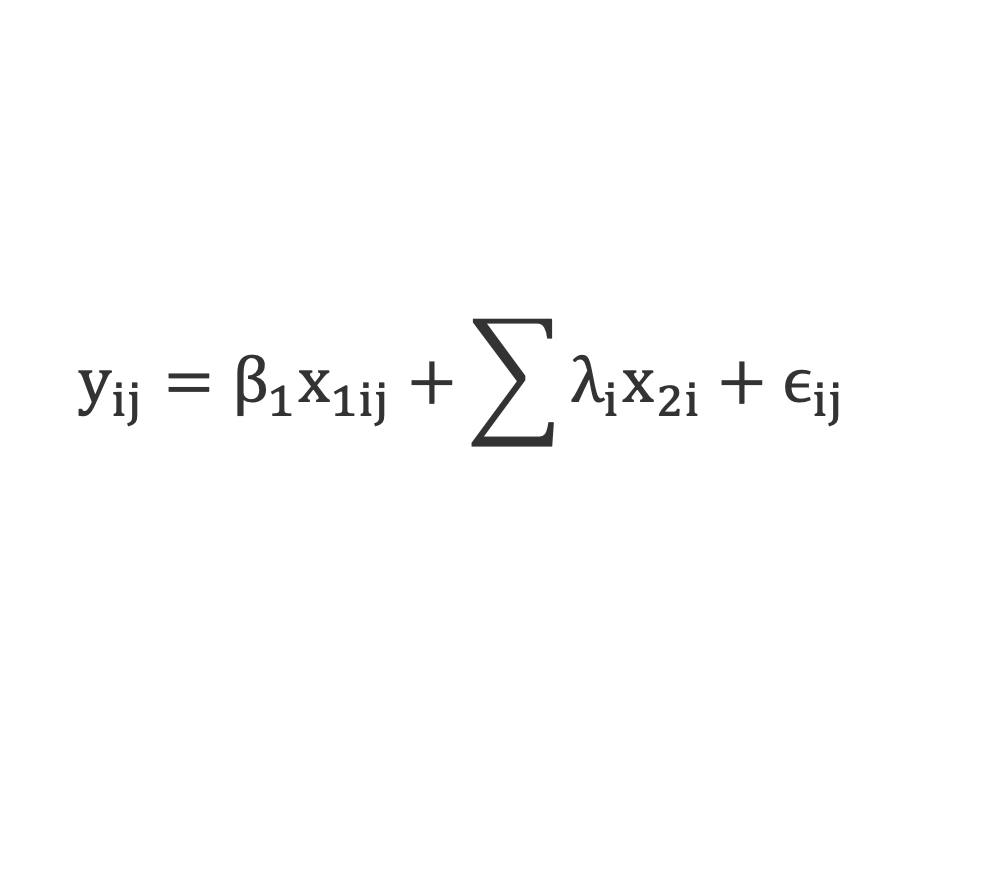 yᵢⱼ = β₁x₁ᵢⱼ + ∑ λᵢx₂ᵢ + ϵᵢⱼ